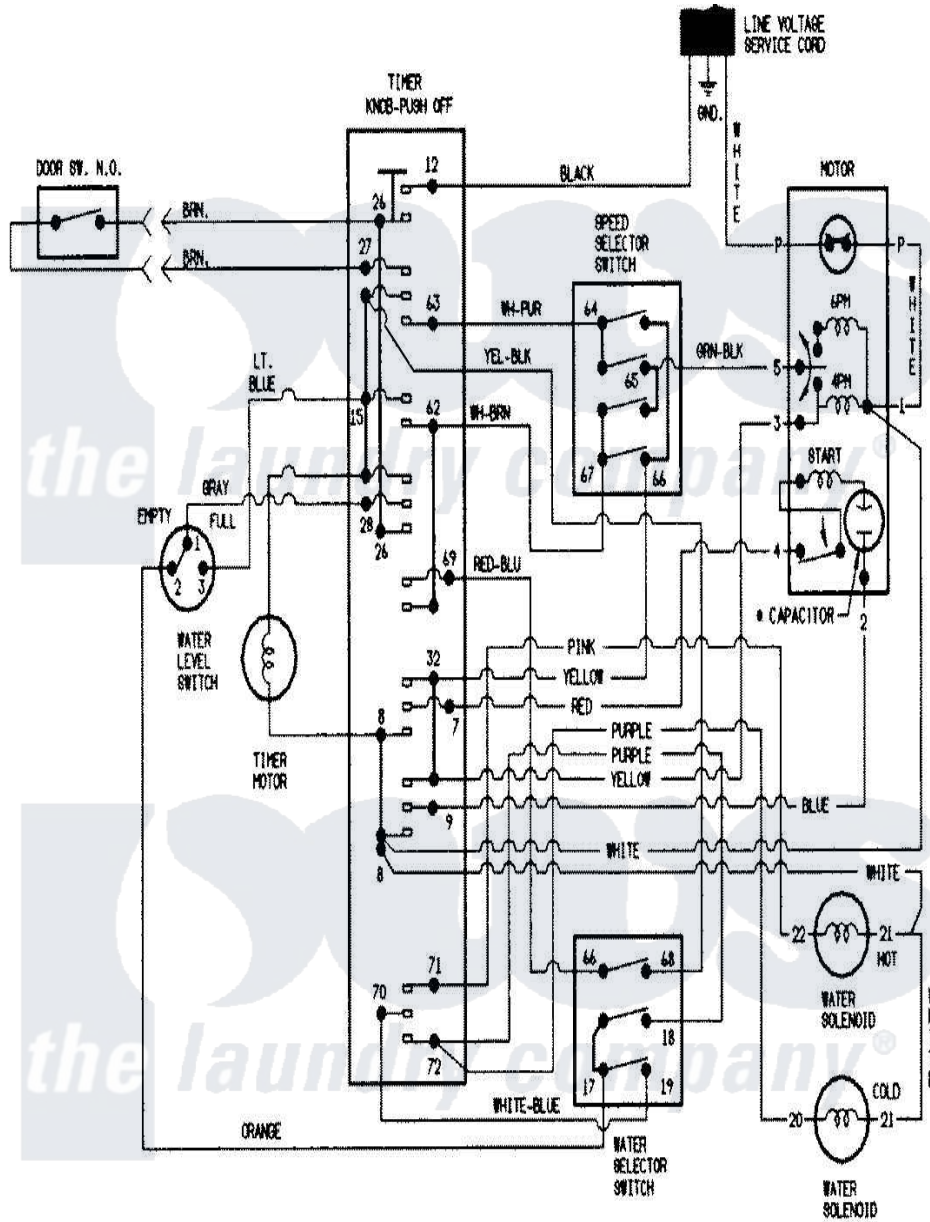 LINE VOLTAGE
SERVICE CORD
GND.
TIMER
KNOB-PUSH OFF
WHITE
MOTOR
DOOR SW. N.O.
12
BLACK
26
BRN.
SPEED
SELECTOR
SWITCH
P
P
27
BRN.
WHITE
63
WH-PUR
64
6PM
YEL-BLK
GRN-BLK
5
LT.
BLUE
65
4PM
15
62
WH-BRN
3
1
the laundry company®
67
66
START
GRAY
EMPTY
FULL
28
26
1
2
3
69
RED-BLU
4
* CAPACITOR
2
WATER
LEVEL
SWITCH
PINK
32
YELLOW
7
RED
8
PURPLE
PURPLE
TIMER
MOTOR
YELLOW
9
BLUE
WHITE
8
WHITE
22
21
HOT
66
68
71
70
WATER
SOLENOID
18
72
the laundry company®
17
19
COLD
WHITE-BLUE
20
21
ORANGE
WATER
SELECTOR
SWITCH
WATER
SOLENOID